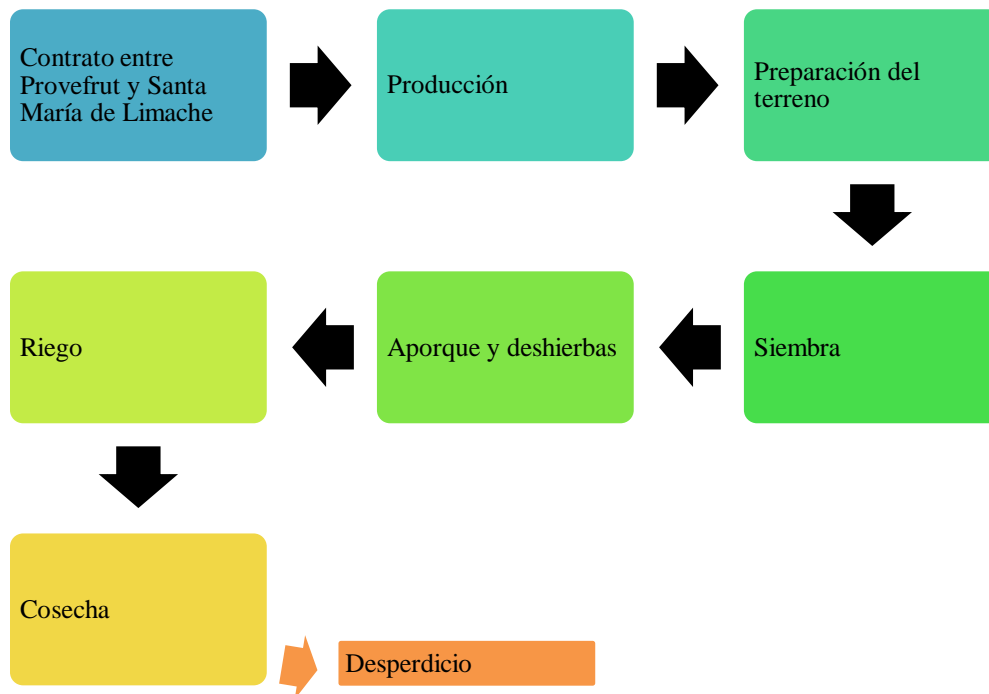 Contrato entre
Provefrut y Santa
María de Limache
Producción
Preparación del
terreno
Siembra
Aporque y deshierbas
Riego
Cosecha
Desperdicio